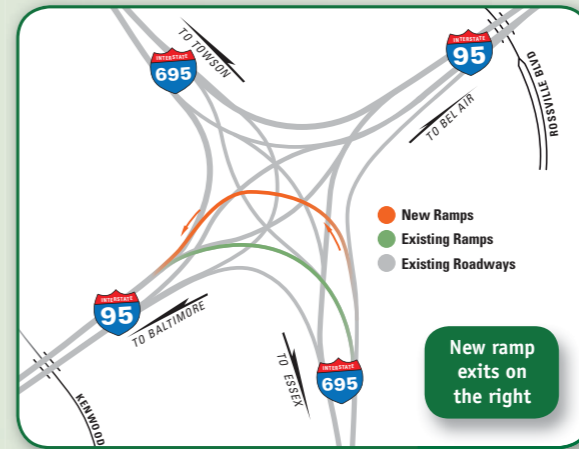 TO TOWSON
INTERSTATE
695
INTERSTATE
95
ROSSVILLE BLVD
TO BEL AIR
New Ramps
Existing Ramps
Existing Roadways
INTERSTATE
95
TO BALTIMORE
TO ESSEX
INTERSTATE
695
KENWOOD
New ramp
exits on
the right